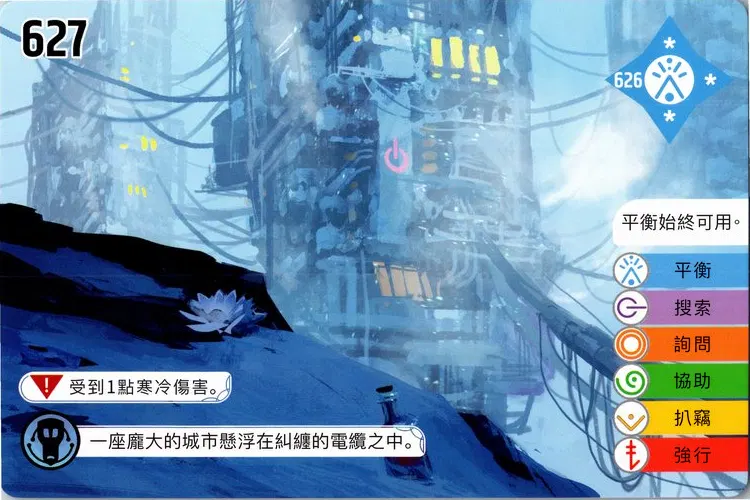 627
626
*
*
*
平衡始終可用。
平衡
搜索
詢問
協助
扒竊
強行
! 受到1點寒冷傷害。
一座龐大的城市懸浮在糾纏的電纜之中。